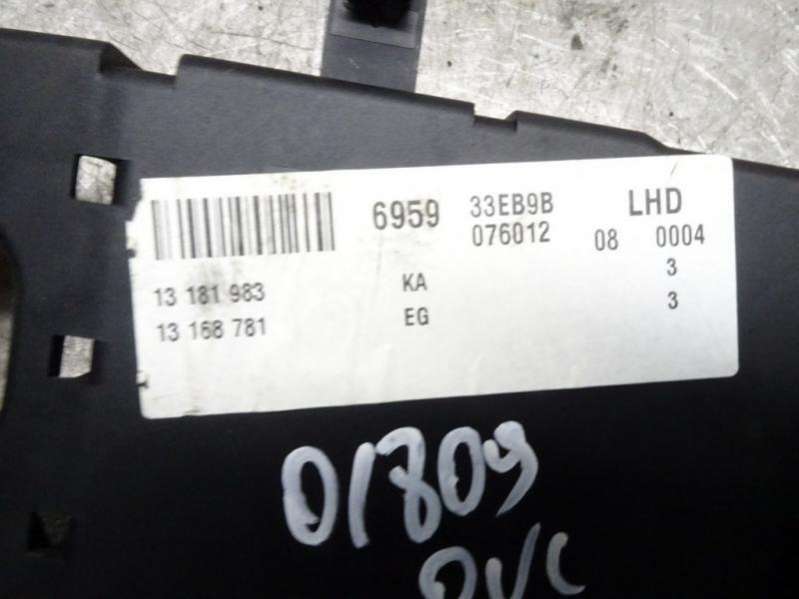 6959 33EB9B LHD
076012 08 0004
13 181 983 KA 3
13 168 781 EG 3
01809